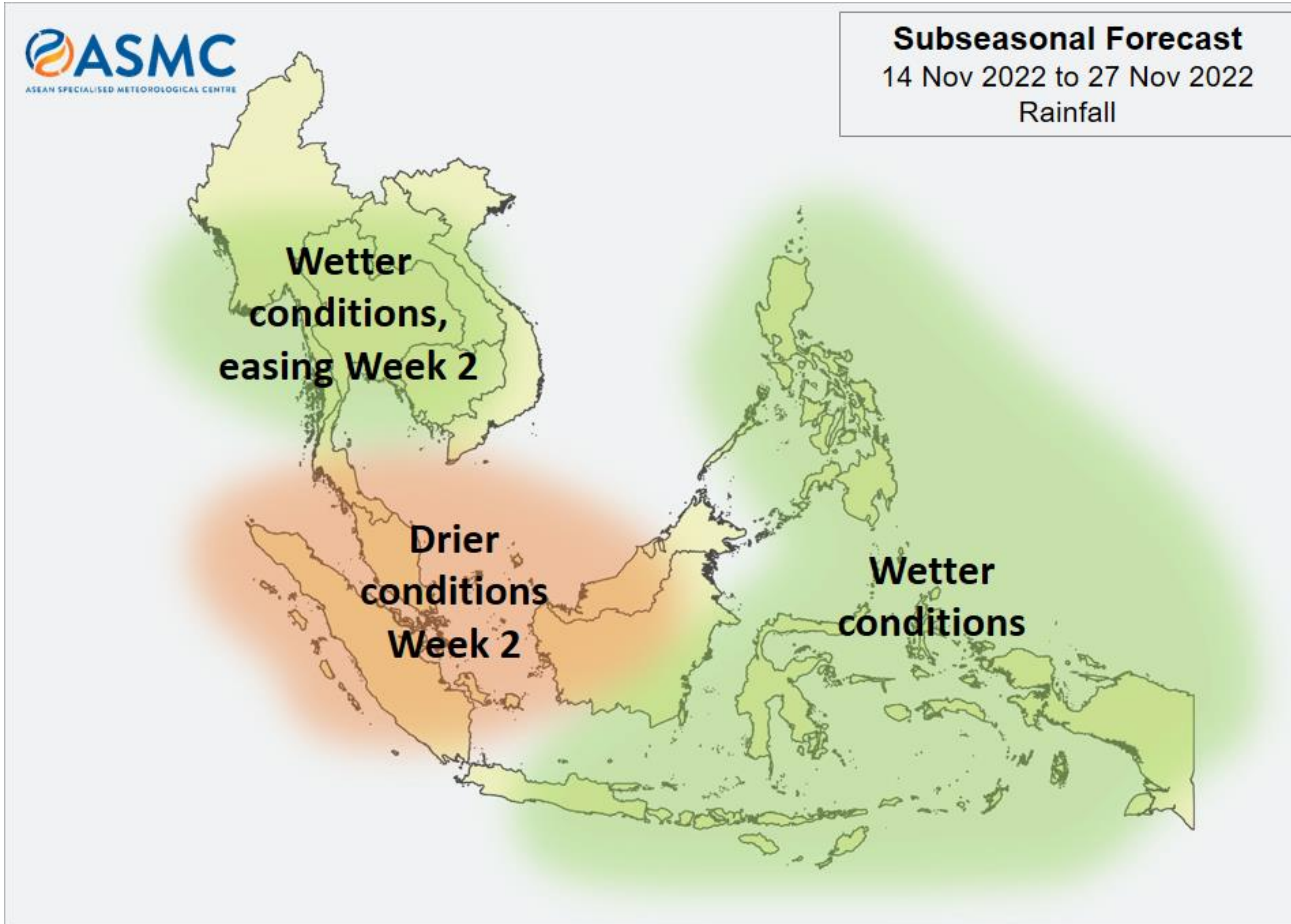 ASMC
ASEAN SPECIALISED METEOROLOGICAL CENTRE
Subseasonal Forecast
14 Nov 2022 to 27 Nov 2022
Rainfall
Wetter
conditions,
easing Week 2
Drier
conditions
Week 2
Wetter
conditions